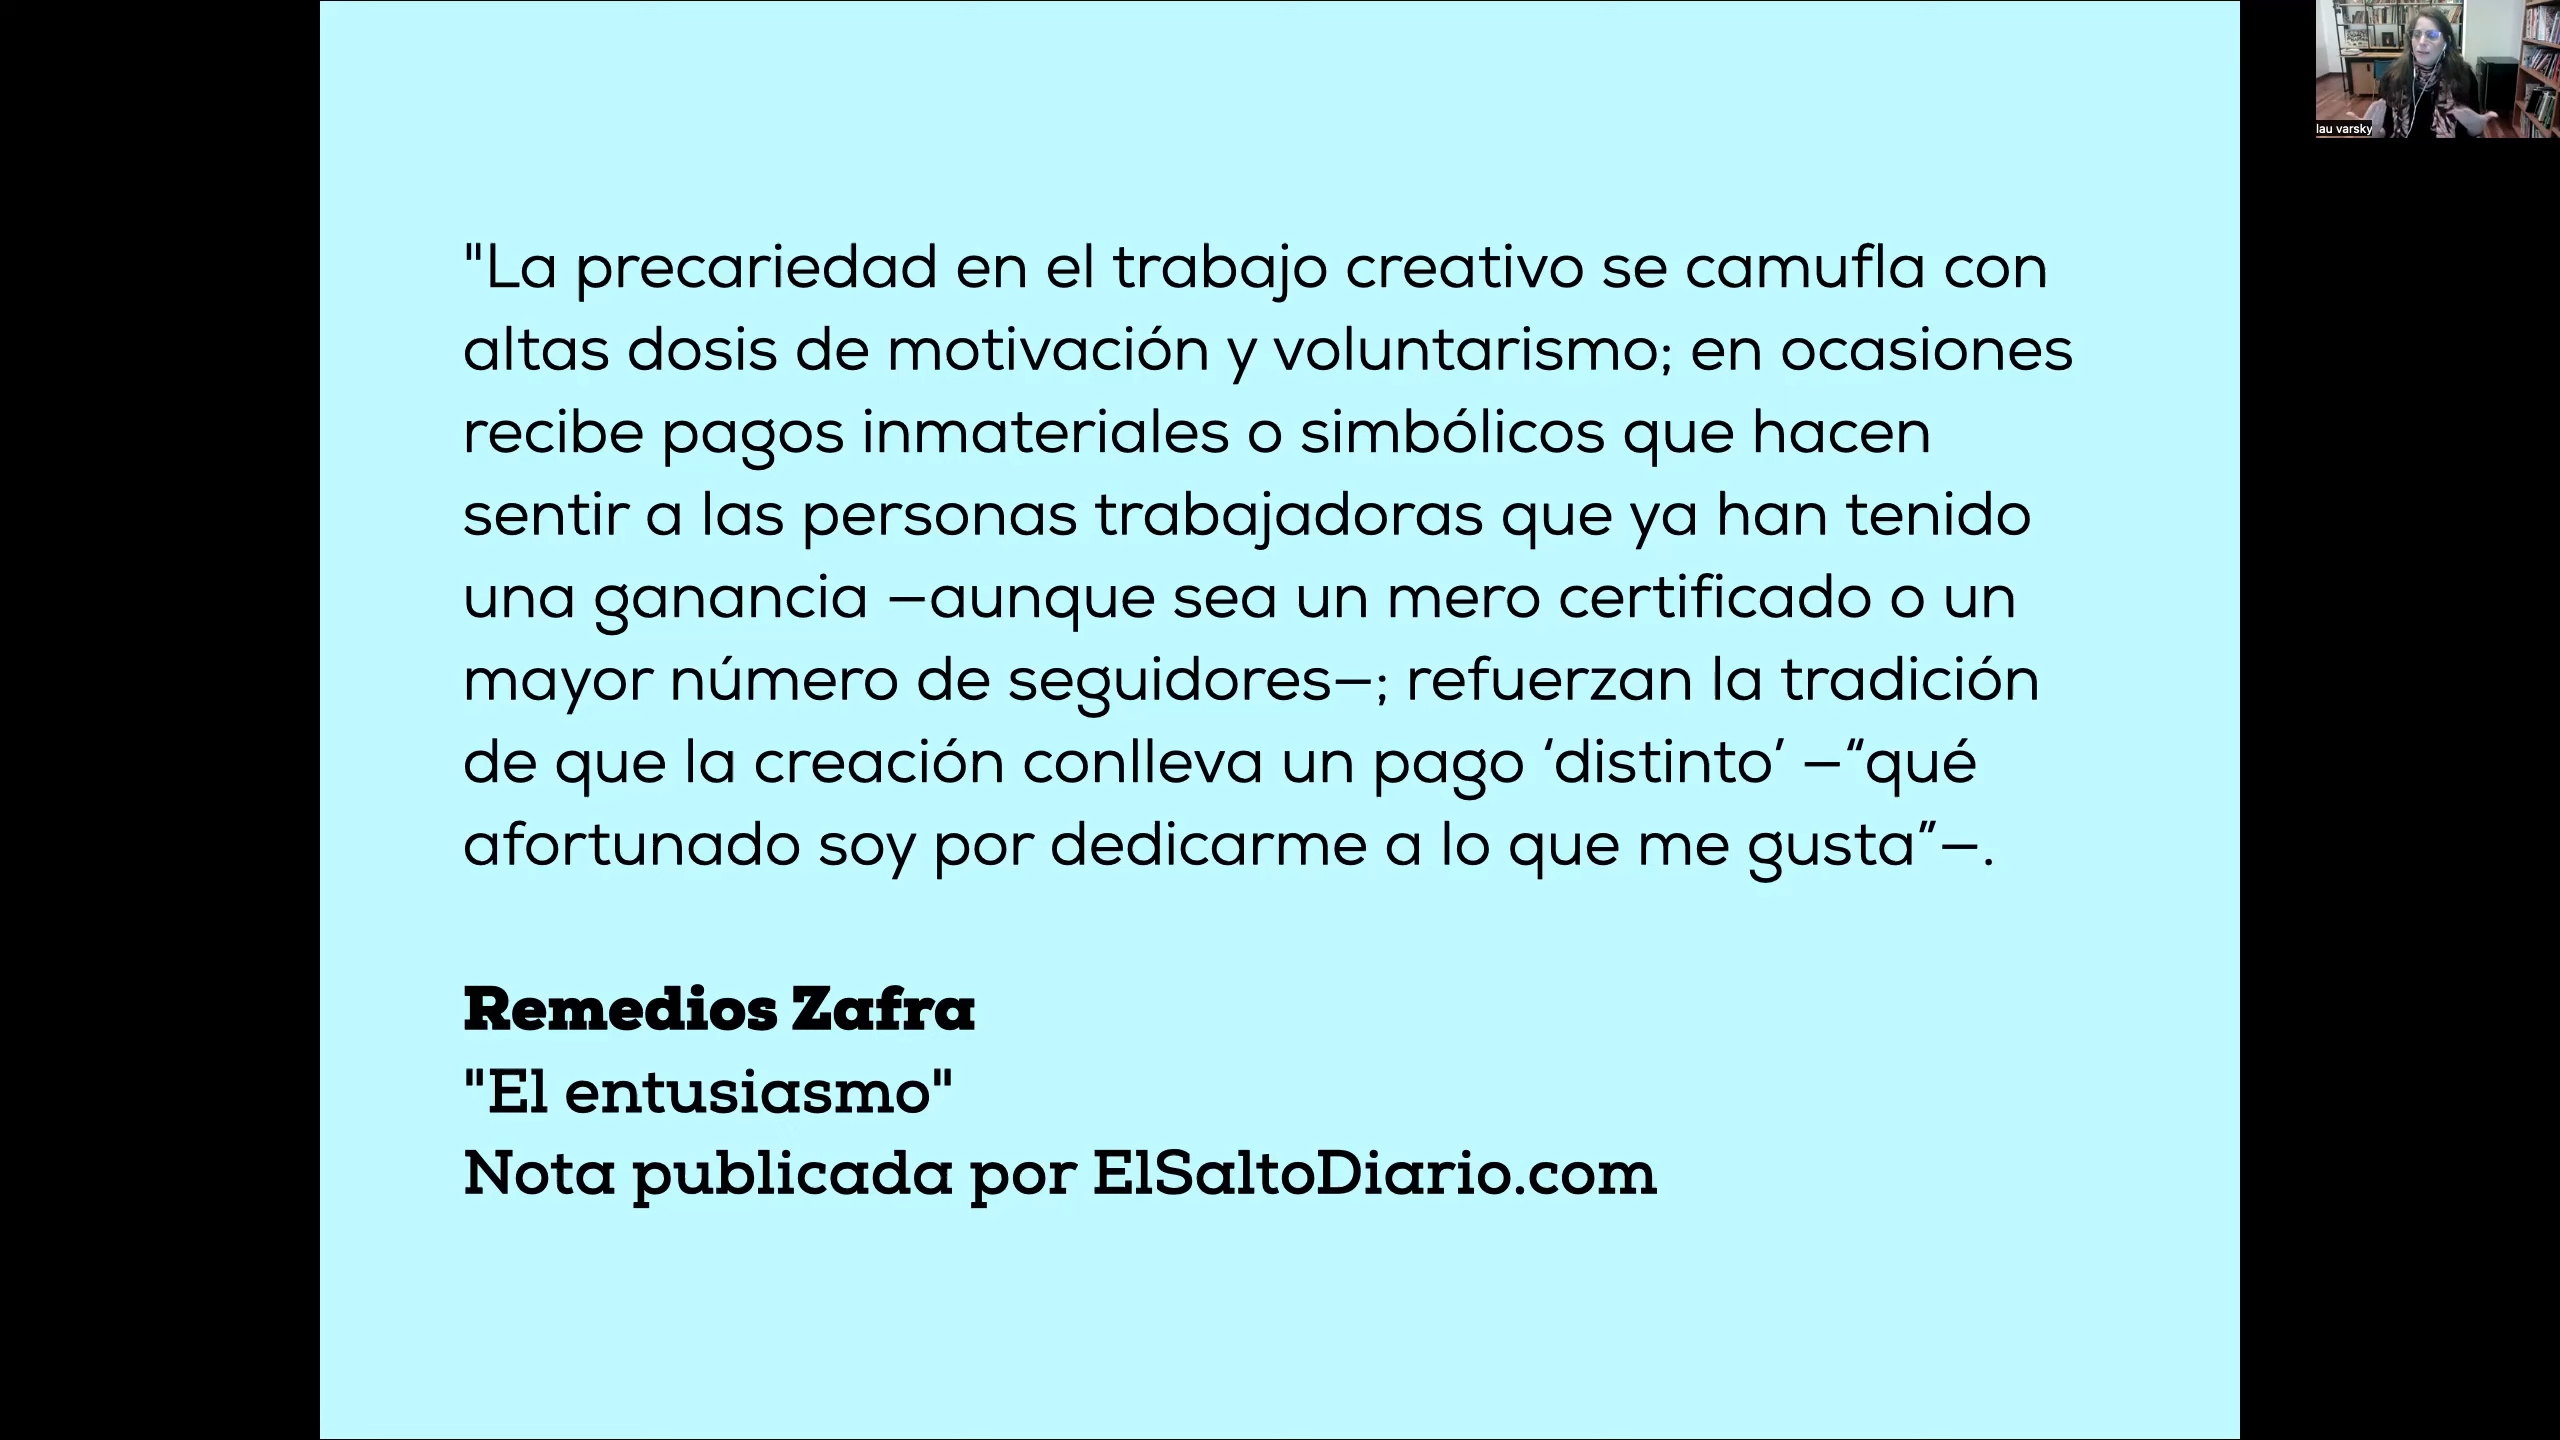 "La precariedad en el trabajo creativo se camufla con
altas dosis de motivación y voluntarismo; en ocasiones
recibe pagos inmateriales o simbólicos que hacen
sentir a las personas trabajadoras que ya han tenido
una ganancia —aunque sea un mero certificado o un
mayor número de seguidores—; refuerzan la tradición
de que la creación conlleva un pago ‘distinto’ —“qué
afortunado soy por dedicarme a lo que me gusta”—.
Remedios Zafra
"El entusiasmo"
Nota publicada por ElSaltoDiario.com
lau varsky